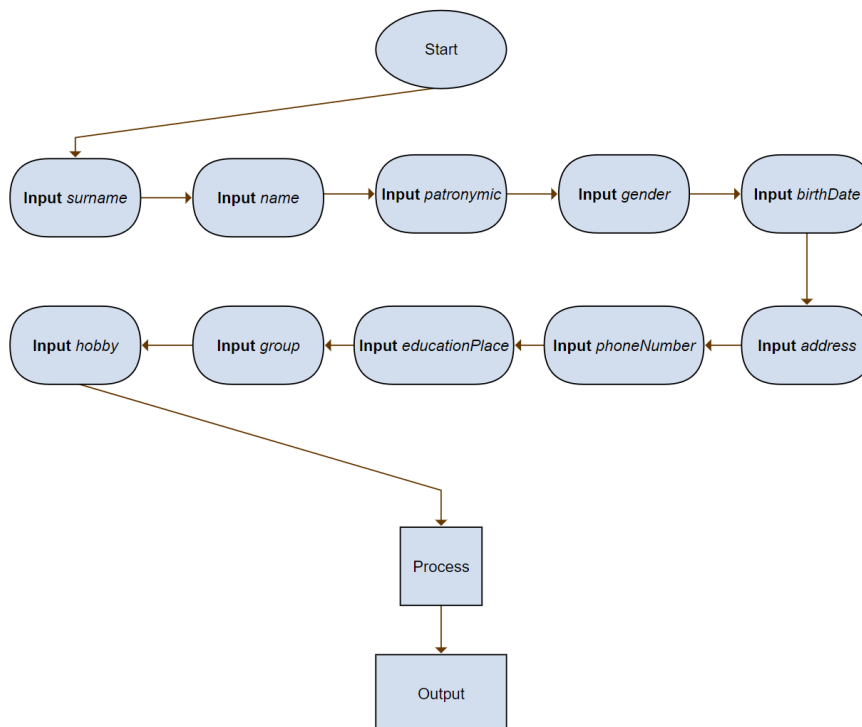 Start
Input surname
Input name
Input patronymic
Input gender
Input birthDate
Input hobby
Input group
Input educationPlace
Input phoneNumber
Input address
Process
Output